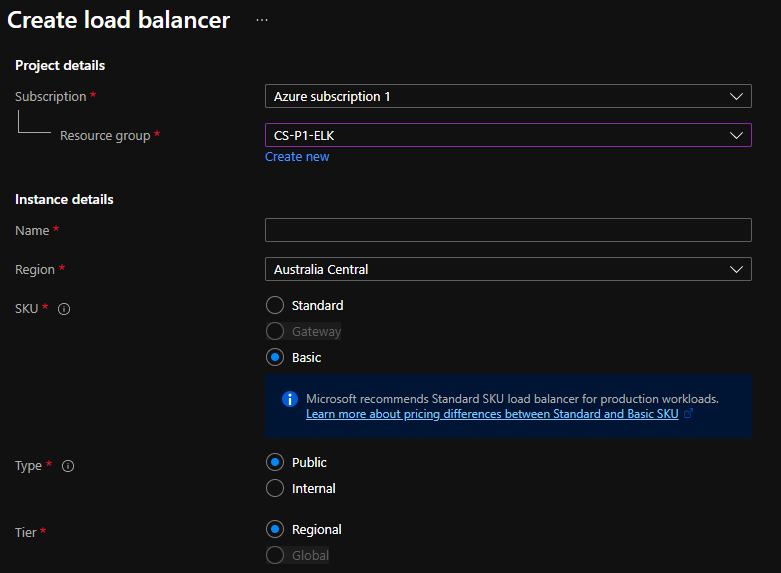 Create load balancer ...
Project details
Subscription *
Azure subscription 1
Resource group *
CS-P1-ELK
Create new
Instance details
Name *
Region *
Australia Central
SKU *
Standard
Gateway
Basic
Microsoft recommends Standard SKU load balancer for production workloads.
Learn more about pricing differences between Standard and Basic SKU
Type *
Public
Internal
Tier *
Regional
Global